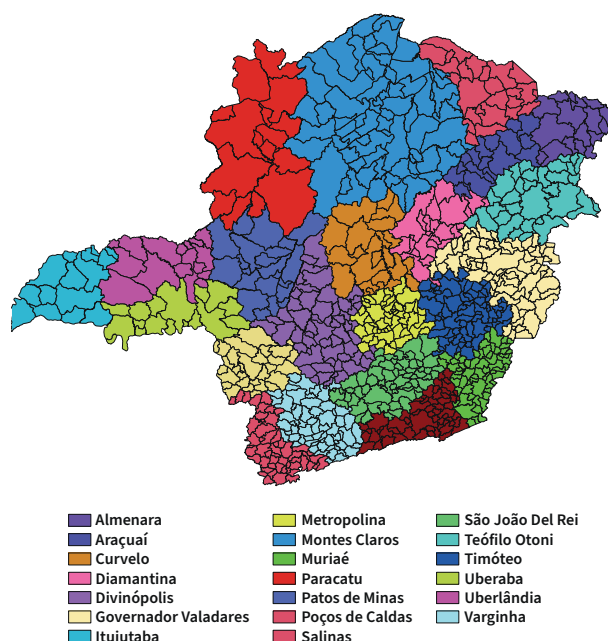 Almenara
Araçuaí
Curvelo
Diamantina
Divinópolis
Governador Valadares
Ituiutaba
Metropolina
Montes Claros
Muriaé
Paracatu
Patos de Minas
Poços de Caldas
Salinas
São João Del Rei
Teófilo Otoni
Timóteo
Uberaba
Uberlândia
Varginha